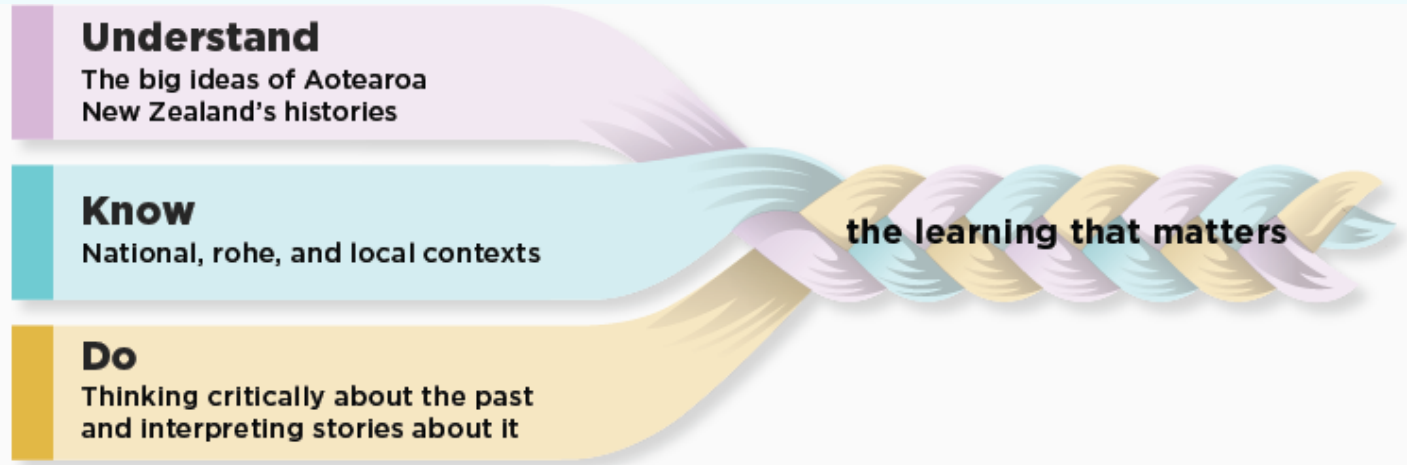 Understand
The big ideas of Aotearoa
New Zealand's histories
Know
National, rohe, and local contexts
Do
Thinking critically about the past
and interpreting stories about it
the learning that matters